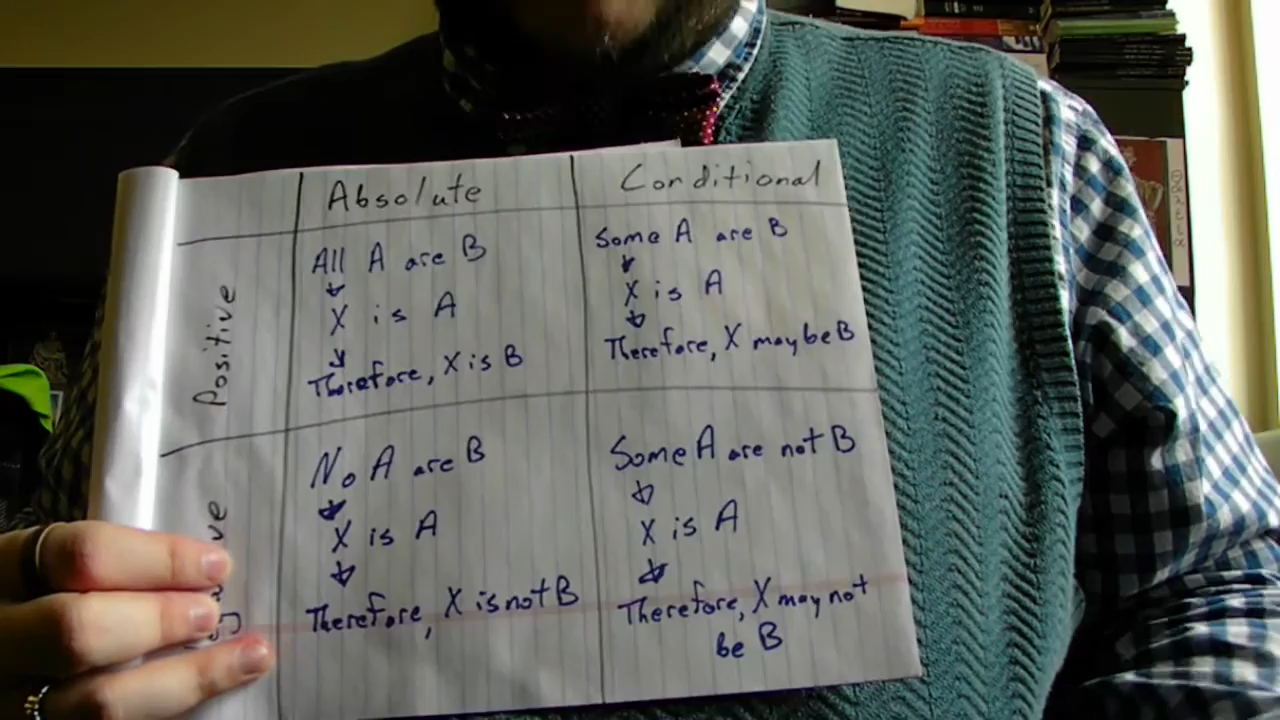 Absolute
Conditional
Positive
All A are B
X is A
Therefore, X is B
Some A are B
X is A
Therefore, X may be B
No A are B
X is A
Therefore, X is not B
Some A are not B
X is A
Therefore, X may not
be B